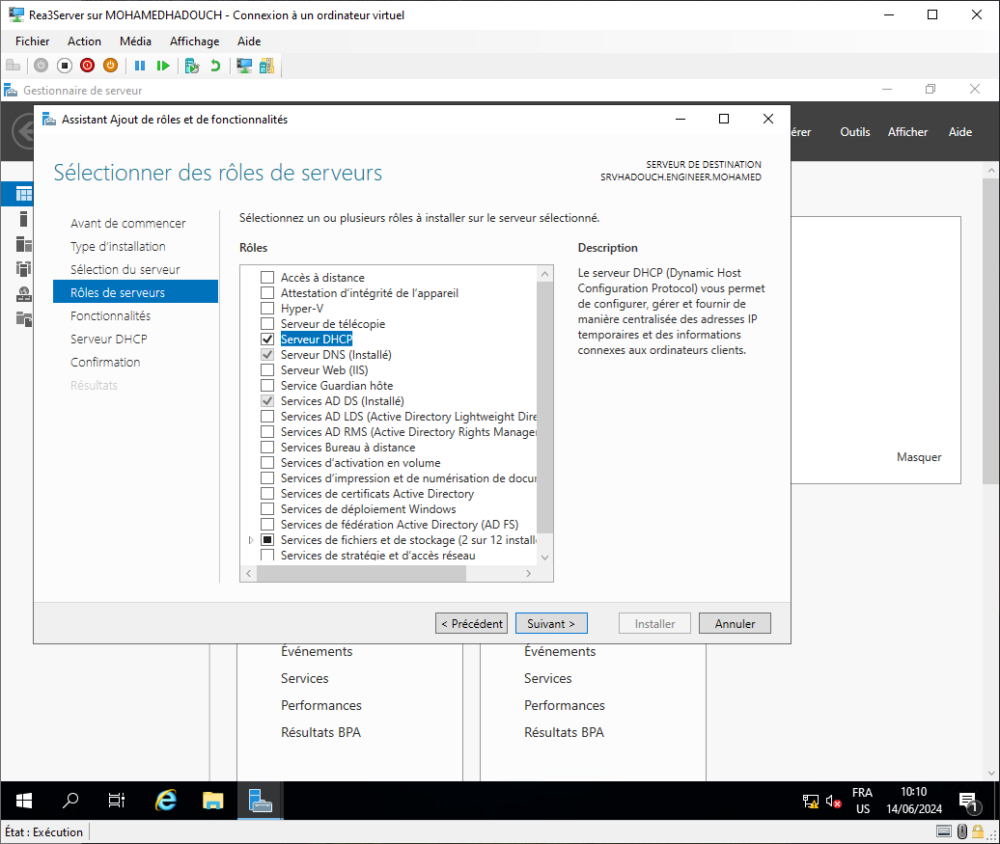 Rea3Server sur MOHAMEDHADOUCH - Connexion à un ordinateur virtuel
Fichier Action Média Affichage Aide
Gestionnaire de serveur
Assistant Ajout de rôles et de fonctionnalités
érer Outils Afficher Aide
Sélectionner des rôles de serveurs
SERVEUR DE DESTINATION
SRVHADOUCH.ENGINEER.MOHAMED
Avant de commencer
Type d'installation
Sélection du serveur
Rôles de serveurs
Fonctionnalités
Serveur DHCP
Confirmation
Résultats
Sélectionnez un ou plusieurs rôles à installer sur le serveur sélectionné.
Rôles
Accès à distance
Attestation d'intégrité de l'appareil
Hyper-V
Serveur de télécopie
Serveur DHCP
Serveur DNS (Installé)
Serveur Web (IIS)
Service Guardian hôte
Services AD DS (Installé)
Services AD LDS (Active Directory Lightweight Dire
Services AD RMS (Active Directory Rights Manager
Services Bureau à distance
Services d'activation en volume
Services d'impression et de numérisation de docu
Services de certificats Active Directory
Services de déploiement Windows
Services de fédération Active Directory (AD FS)
Services de fichiers et de stockage (2 sur 12 install
Services de stratégie et d'accès réseau
Description
Le serveur DHCP (Dynamic Host
Configuration Protocol) vous permet
de configurer, gérer et fournir de
manière centralisée des adresses IP
temporaires et des informations
connexes aux ordinateurs clients.
Masquer
< Précédent Suivant > Installer Annuler
Événements
Services
Performances
Résultats BPA
Événements
Services
Performances
Résultats BPA
FRA
US
10:10
14/06/2024
1
État : Exécution